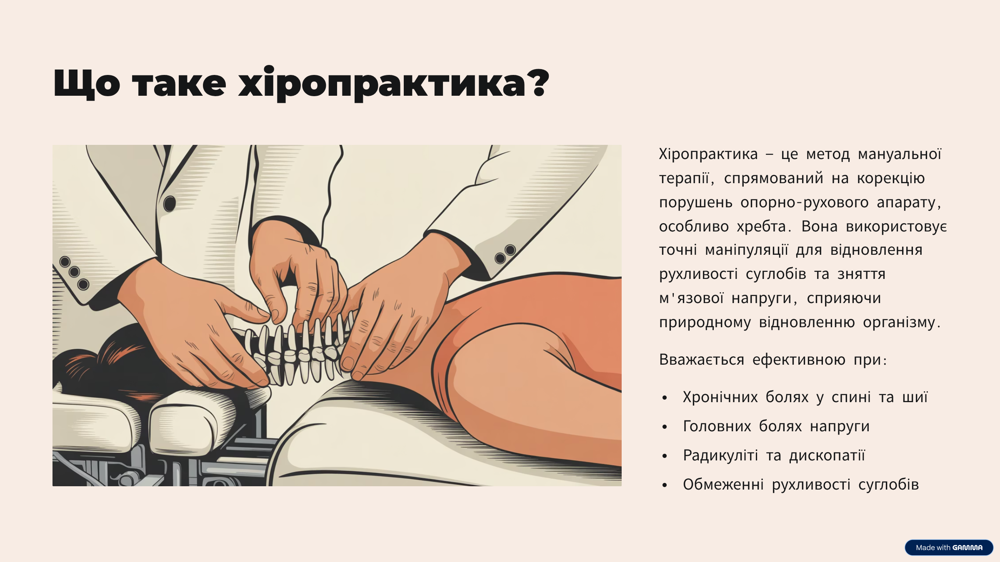 Що таке хіропрактика?
Хіропрактика – це метод мануальної
терапії, спрямований на корекцію
порушень опорно-рухового апарату,
особливо хребта. Вона використовує
точні маніпуляції для відновлення
рухливості суглобів та зняття
м'язової напруги, сприяючи
природному відновленню організму.
Вважається ефективною при:
• Хронічних болях у спині та шиї
• Головних болях напруги
• Радикуліті та дископатії
• Обмеженні рухливості суглобів
Made with GAMMA